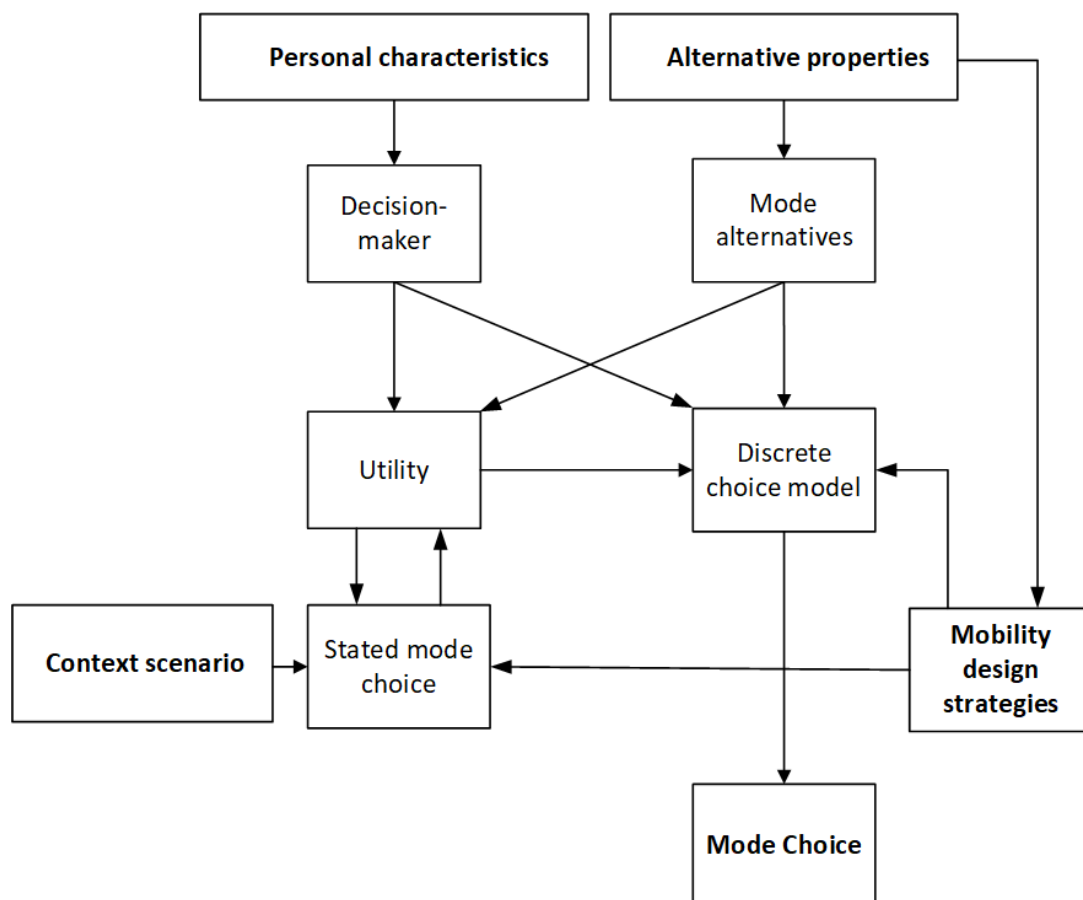 Personal characteristics
Alternative properties
Decision-
maker
Mode
alternatives
Utility
Discrete
choice model
Context scenario
Stated mode
choice
Mobility
design
strategies
Mode Choice